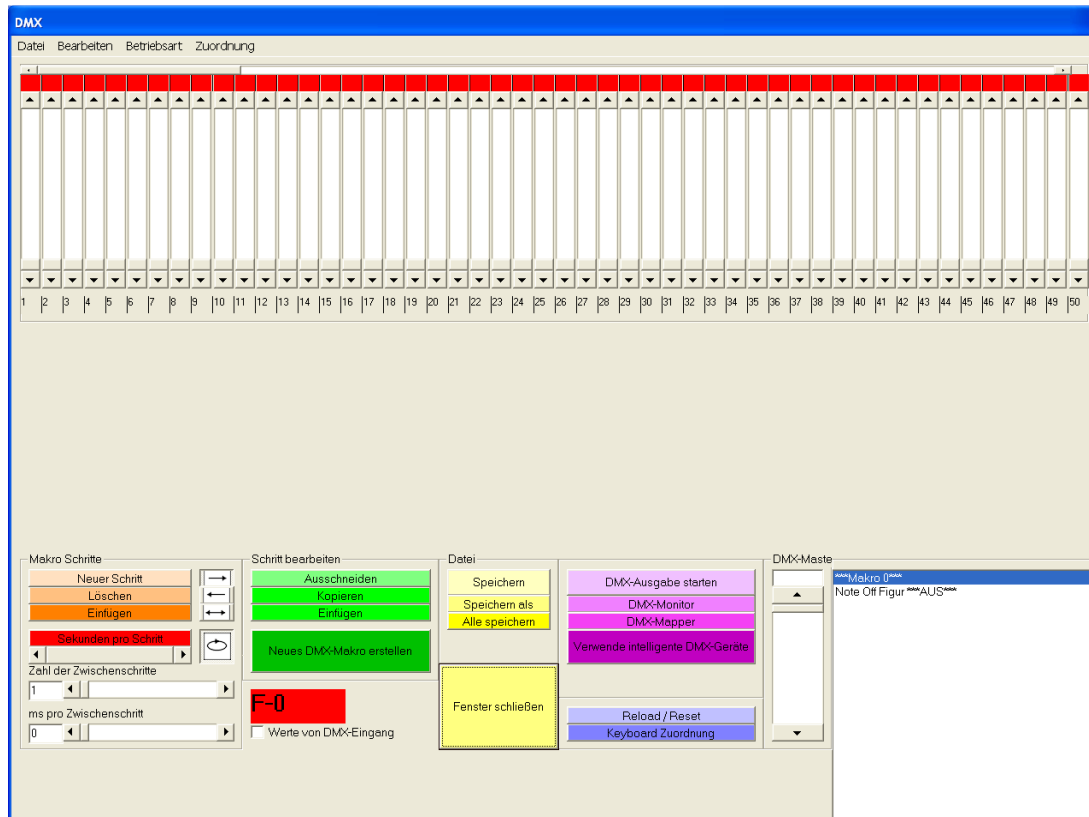 DMX
Datei Bearbeiten Betriebsart Zuordnung
1 2 3 4 5 6 7 8 9 10 11 12 13 14 15 16 17 18 19 20 21 22 23 24 25 26 27 28 29 30 31 32 33 34 35 36 37 38 39 40 41 42 43 44 45 46 47 48 49 50
Makro Schritte
Neuer Schritt
Löschen
Einfügen
Sekunden pro Schritt
Zahl der Zwischenschritte
1
ms pro Zwischenschritt
0
Schritt bearbeiten
Ausschneiden
Kopieren
Einfügen
Neues DMX-Makro erstellen
F-0
Werte von DMX-Eingang
Datei
Speichern
Speichern als
Alle speichern
Fenster schließen
DMX-Ausgabe starten
DMX-Monitor
DMX-Mapper
Verwende intelligente DMX-Geräte
Reload / Reset
Keyboard Zuordnung
DMX-Maste
***Makro 0***
Note Off Figur ***AUS***